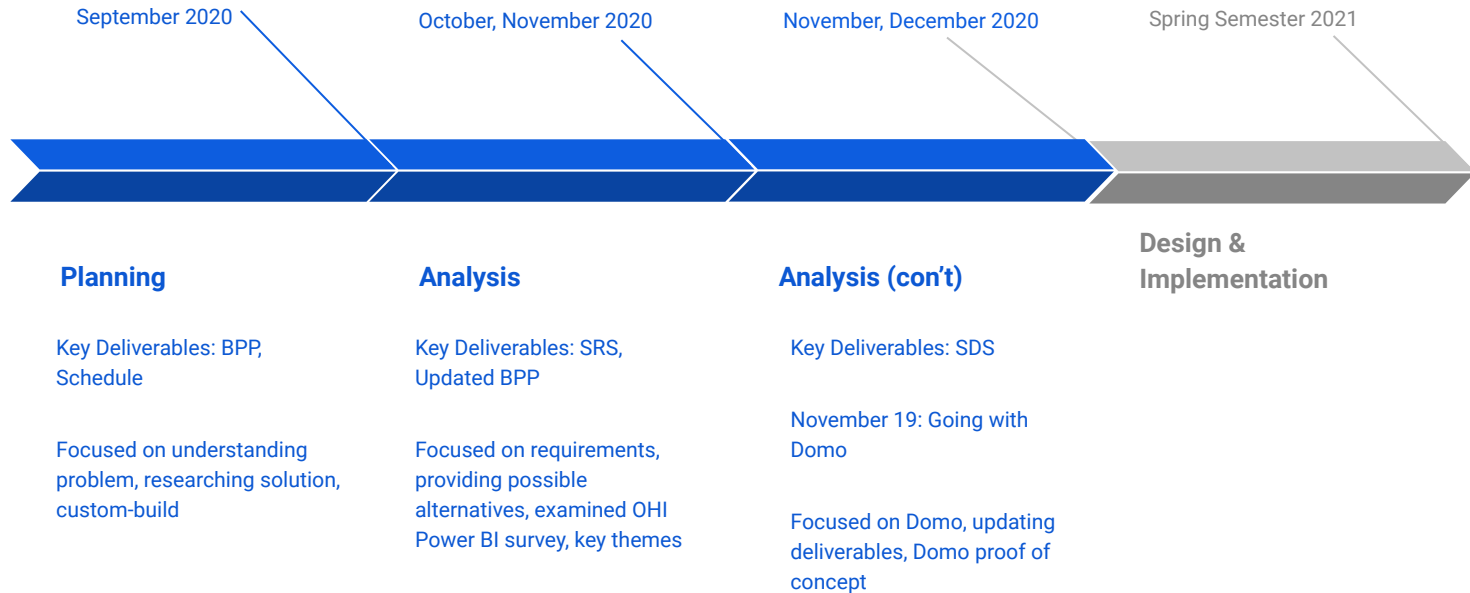 September 2020
October, November 2020
November, December 2020
Spring Semester 2021
Planning
Key Deliverables: BPP,
Schedule
Focused on understanding
problem, researching solution,
custom-build
Analysis
Key Deliverables: SRS,
Updated BPP
Focused on requirements,
providing possible
alternatives, examined OHI
Power BI survey, key themes
Analysis (con’t)
Key Deliverables: SDS
November 19: Going with
Domo
Focused on Domo, updating
deliverables, Domo proof of
concept
Design &
Implementation